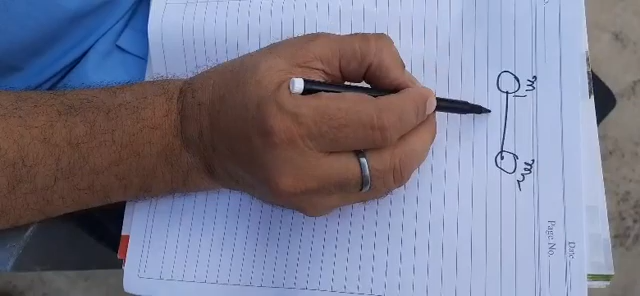 Date
Page No.
m₁ m₂